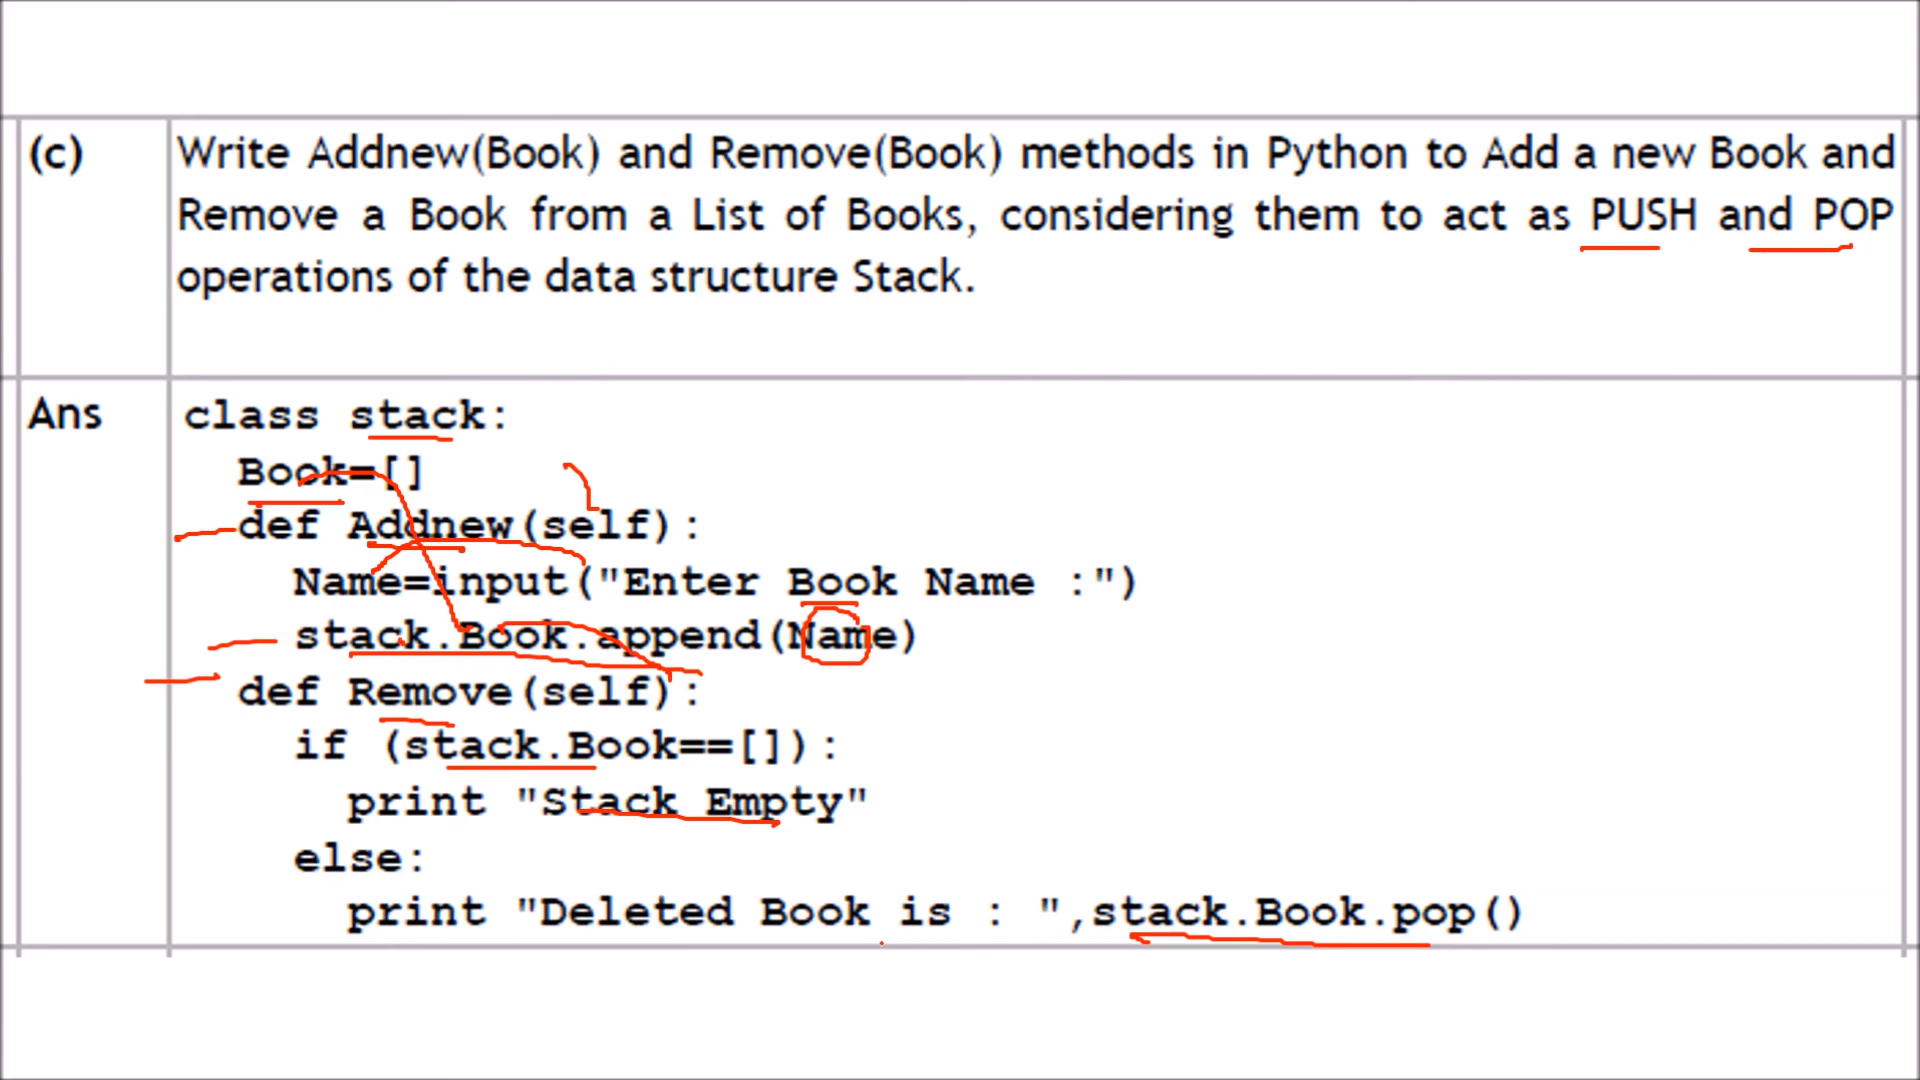 (c) Write Addnew(Book) and Remove(Book) methods in Python to Add a new Book and
Remove a Book from a List of Books, considering them to act as PUSH and POP
operations of the data structure Stack.
Ans class stack:
Book=[]
def Addnew(self):
Name=input("Enter Book Name :")
stack.Book.append(Name)
def Remove(self):
if (stack.Book==[]):
print "Stack Empty"
else:
print "Deleted Book is : ",stack.Book.pop()